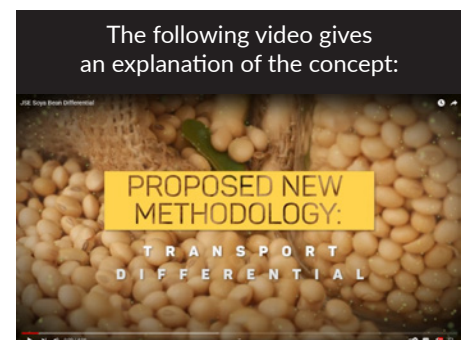 The following video gives
an explanation of the concept:
JSE Soya Bean Differential
PROPOSED NEW
METHODOLOGY:
TRANSPORT
DIFFERENTIAL